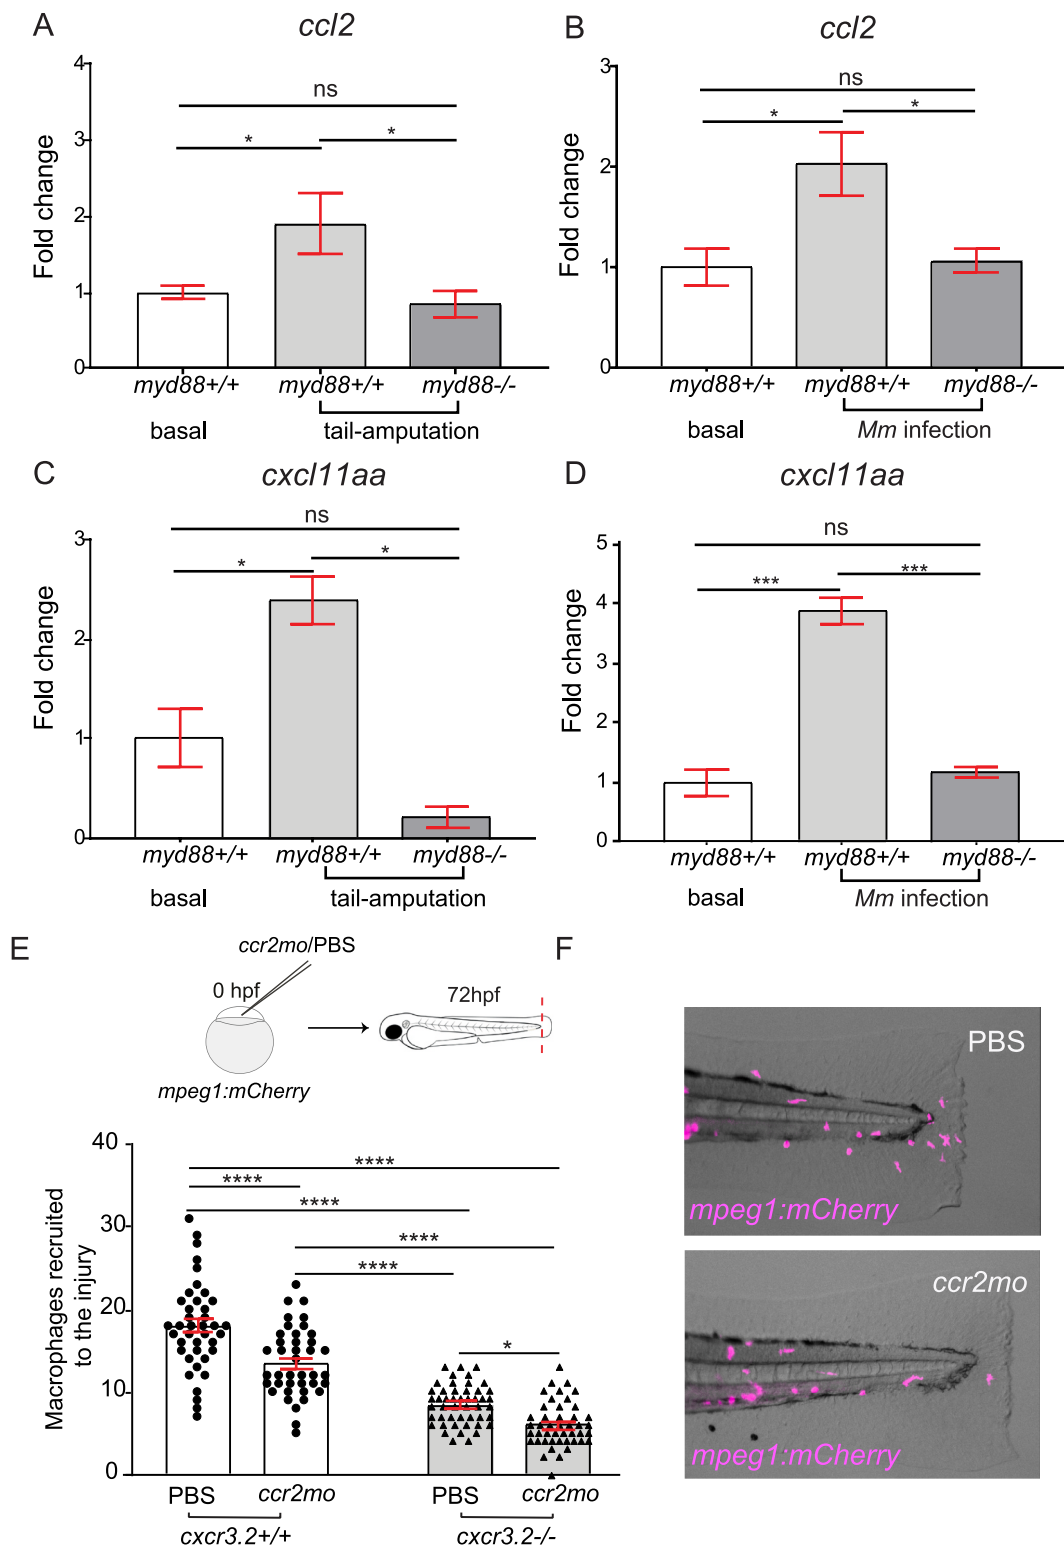 A
ccl2
4
3
2
1
0
Fold change
ns
*
*
myd88+/+
myd88+/+
myd88-/-
basal
tail-amputation
B
ccl2
3
2
1
0
Fold change
ns
*
*
myd88+/+
myd88+/+
myd88-/-
basal
Mm infection
C
cxcl11aa
3
2
1
0
Fold change
ns
*
*
myd88+/+
myd88+/+
myd88-/-
basal
tail-amputation
D
cxcl11aa
5
4
3
2
1
0
Fold change
ns
***
***
myd88+/+
myd88+/+
myd88-/-
basal
Mm infection
E
ccr2mo/PBS
0 hpf
72hpf
mpeg1:mCherry
40
30
20
10
0
Macrophages recruited
to the injury
****
****
****
****
****
*
PBS
ccr2mo
PBS
ccr2mo
cxcr3.2+/+
cxcr3.2-/-
F
PBS
mpeg1:mCherry
ccr2mo
mpeg1:mCherry